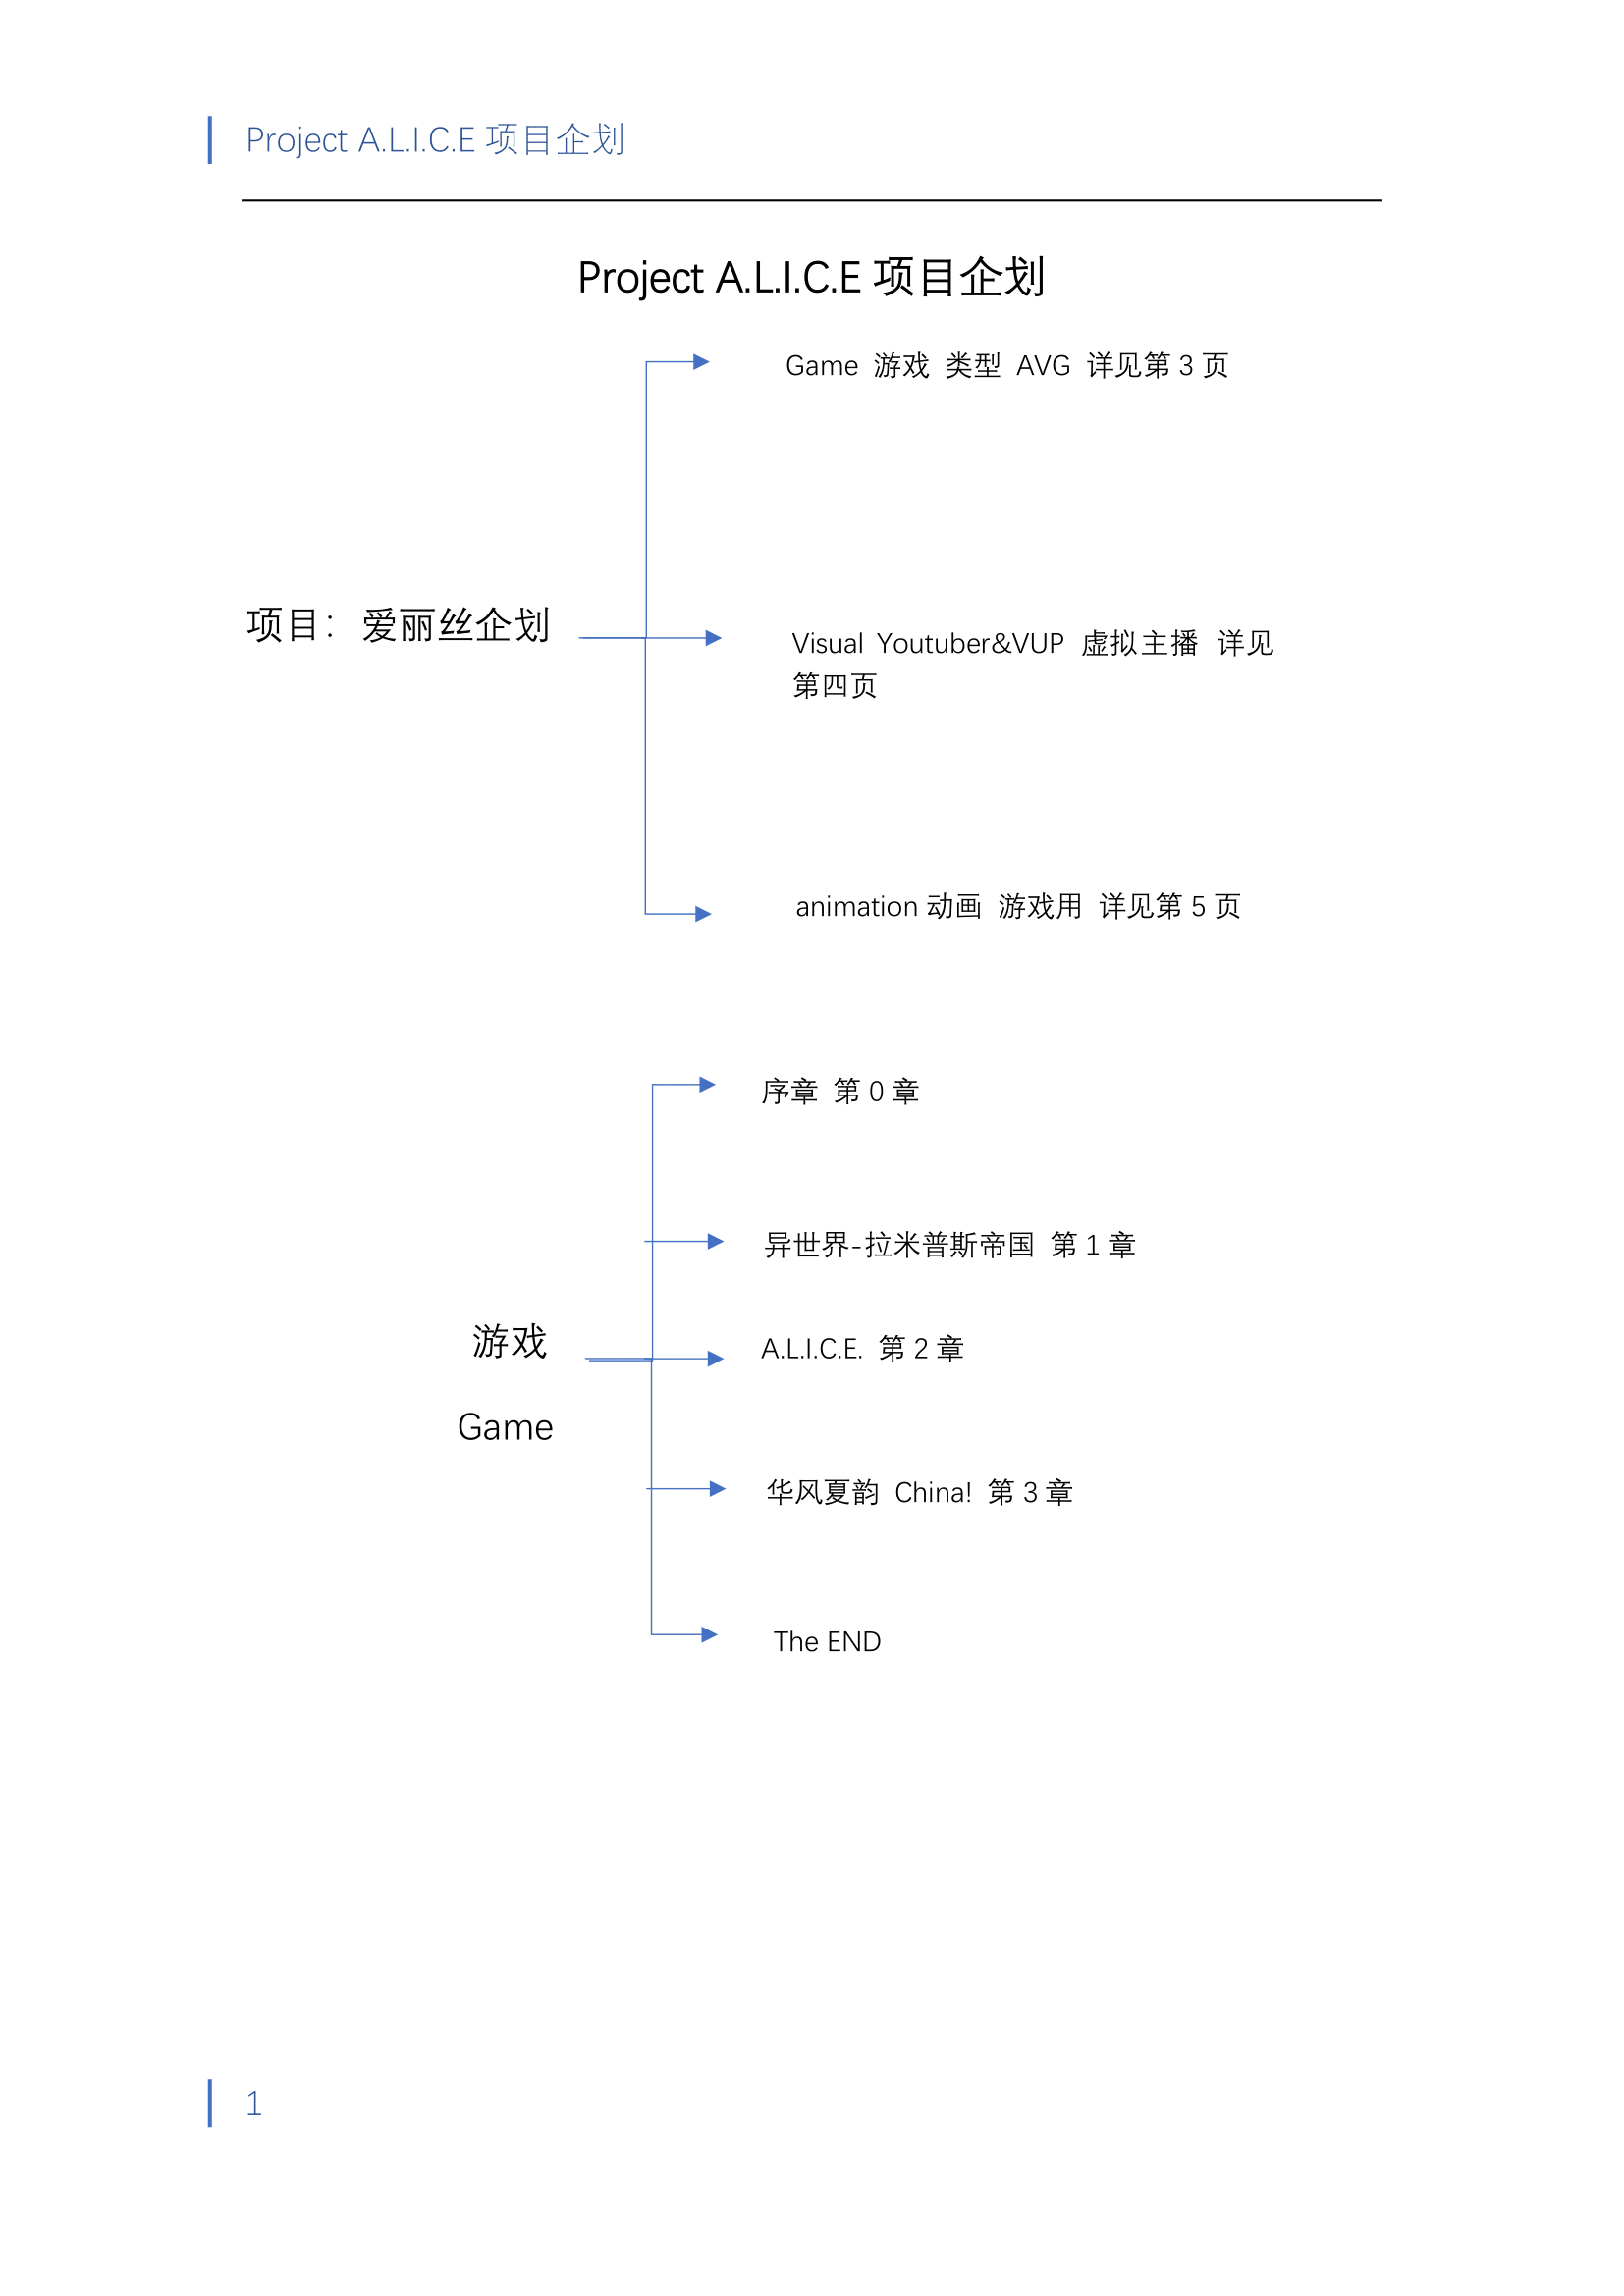 Project A.L.I.C.E 项目企划
Project A.L.I.C.E 项目企划
Game 游戏 类型 AVG 详见第 3 页
项目：爱丽丝企划
Visual Youtuber&VUP 虚拟主播 详见
第四页
animation 动画 游戏用 详见第 5 页
序章 第 0 章
异世界-拉米普斯帝国 第 1 章
游戏
A.L.I.C.E. 第 2 章
Game
华风夏韵 China! 第 3 章
The END
1